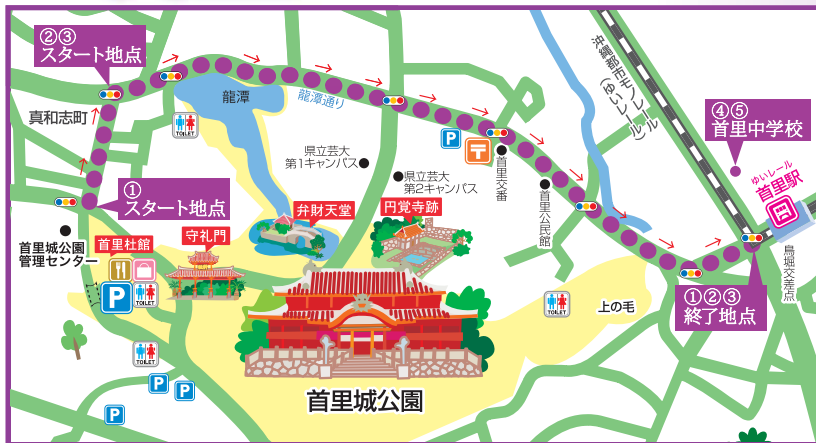 ②③
スタート地点
真和志町
龍潭
龍潭通り
TOILET
県立芸大
第1キャンパス
県立芸大
第2キャンパス
P
〒
首里交番
首里公民館
沖縄都市モノレール
(ゆいレール)
④⑤
首里中学校
ゆいレール
首里駅
鳥堀交差点
①
スタート地点
首里城公園
管理センター
首里杜館
守礼門
弁財天堂
円覚寺跡
P
TOILET
TOILET
上の毛
①②③
終了地点
TOILET
P
P
P
首里城公園